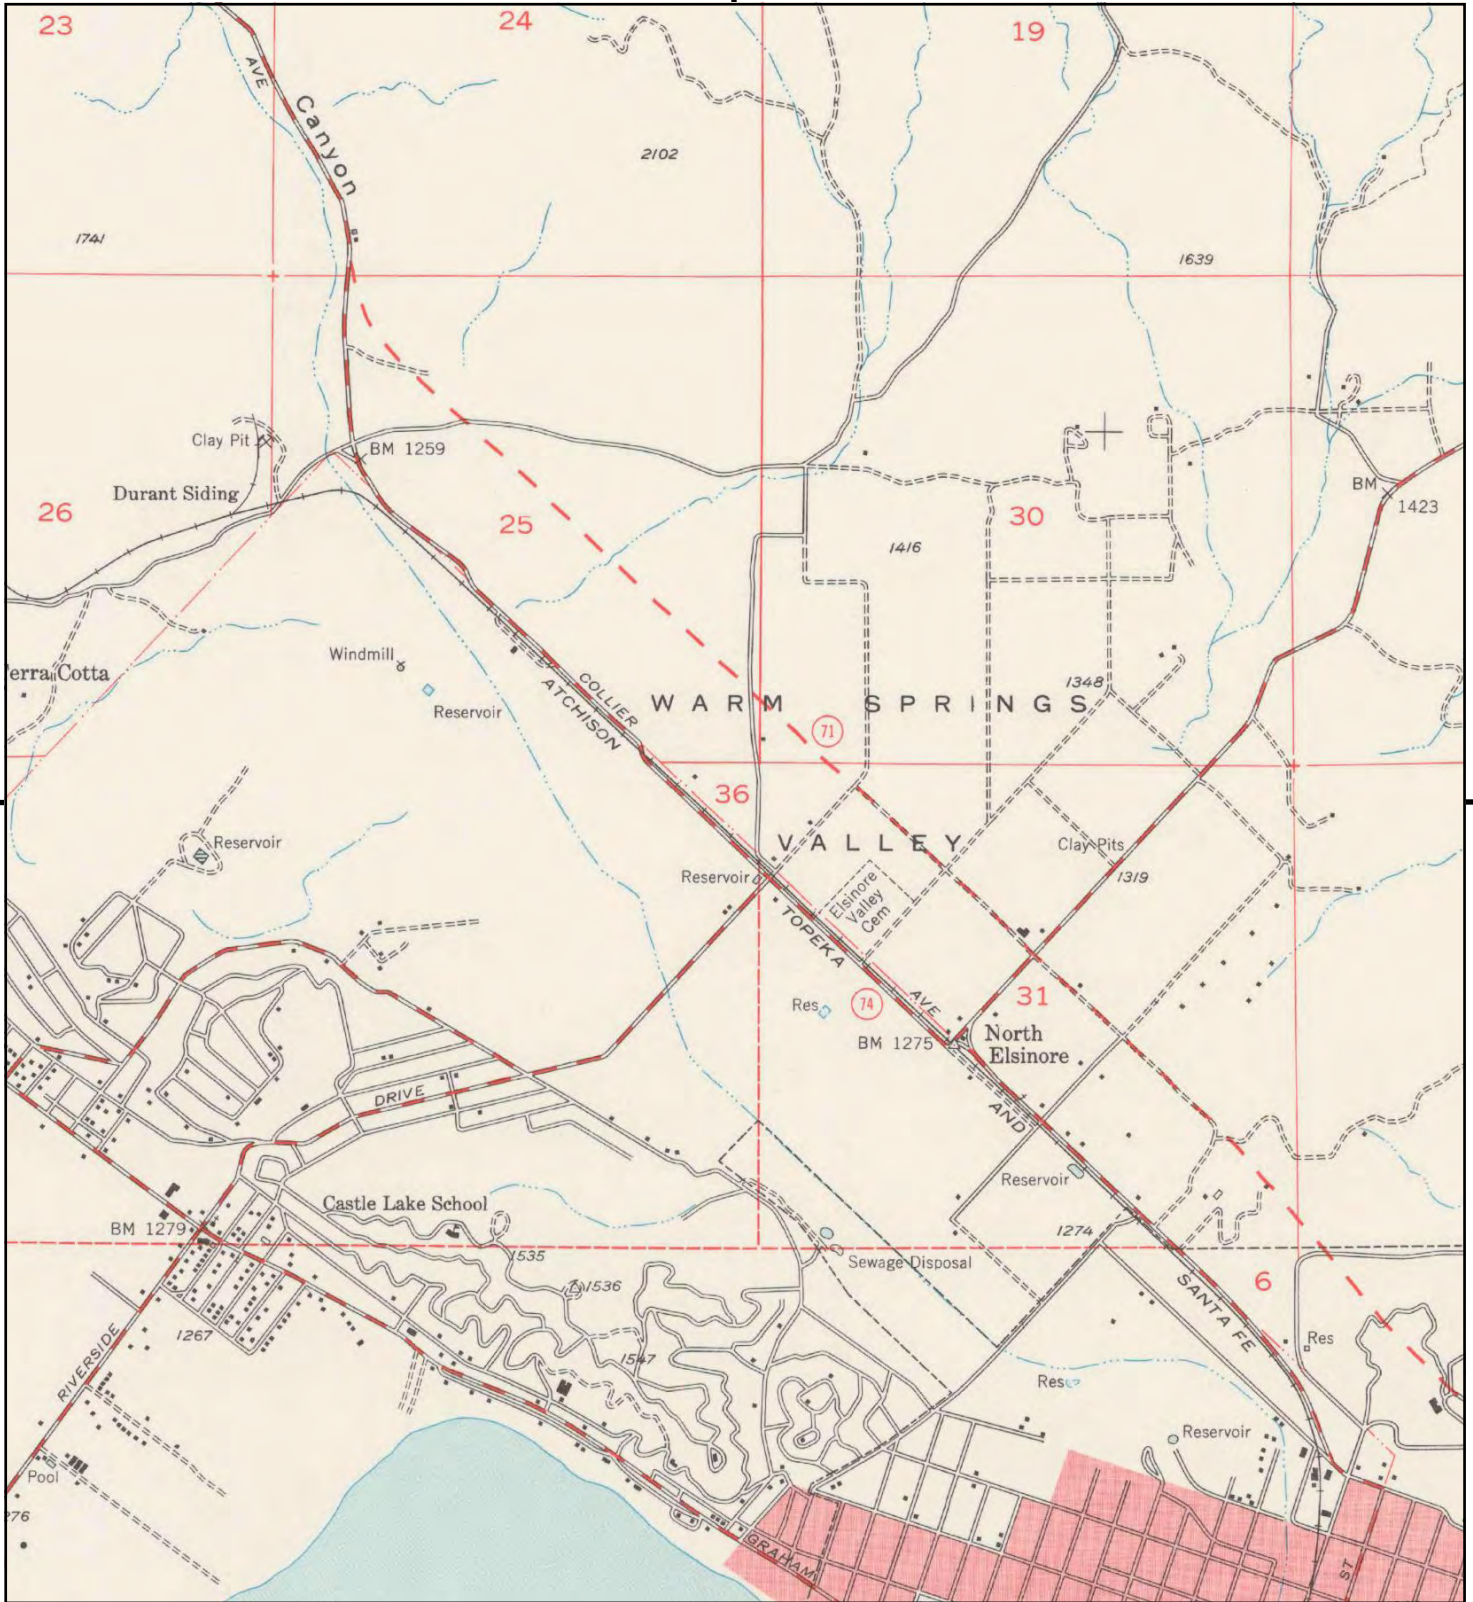 23
24
19
AVE
Canyon
2102
1741
1639
Clay Pit
BM 1259
Durant Siding
BM
1423
26
25
30
1416
Windmill
erra Cotta
Reservoir
COLLIER
ATCHISON
WARM SPRINGS
1348
71
36
VALLEY
Reservoir
Clay Pits
1319
Reservoir
Elsinore
Valley
Cem
TOPEKA
AVE
31
Res
74
BM 1275
North
Elsinore
DRIVE
AND
Reservoir
Castle Lake School
BM 1279
1535
1274
Sewage Disposal
1536
6
SANTA FE
1267
RIVERSIDE
1547
Res
Res
Reservoir
Pool
276
GRAHAM
ST